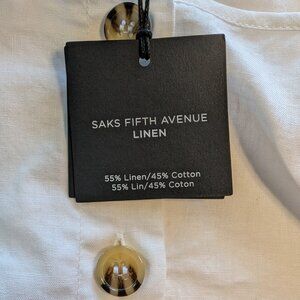 SAKS FIFTH AVENUE
LINEN
55% Linen/45% Cotton
55% Lin/45% Coton